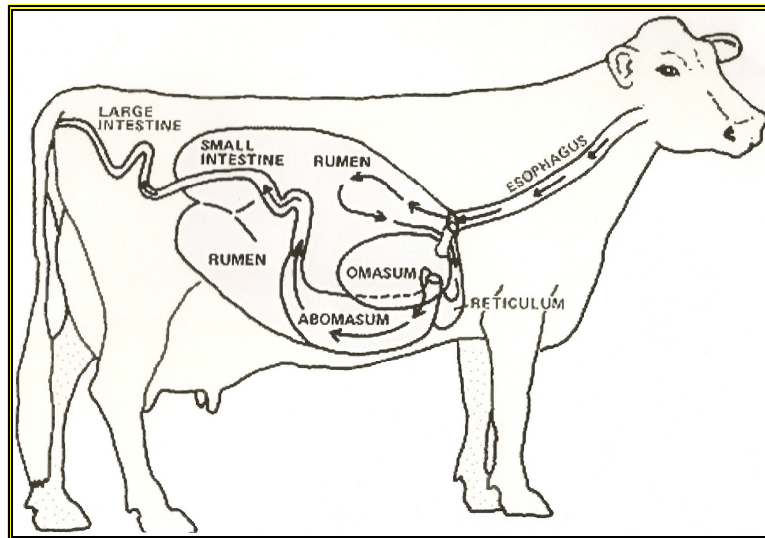 LARGE
INTESTINE
SMALL
INTESTINE
RUMEN
ESOPHAGUS
RUMEN
OMASUM
RETICULUM
ABOMASUM